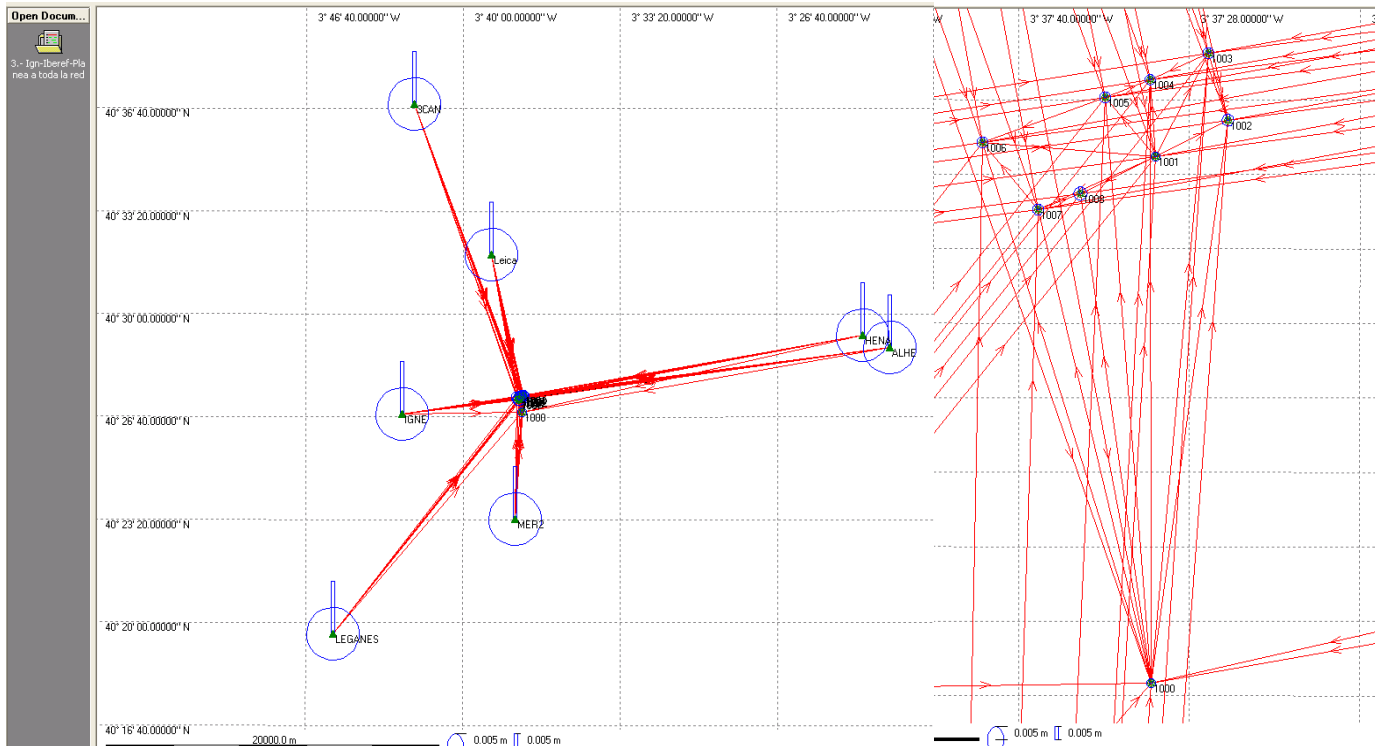 Open Docum...
3.- Ign-Iberef-Pla
nea a toda la red
3° 46' 40.00000" W
3° 40' 00.00000" W
3° 33' 20.00000" W
3° 26' 40.00000" W
40° 36' 40.00000" N
40° 33' 20.00000" N
40° 30' 00.00000" N
40° 26' 40.00000" N
40° 23' 20.00000" N
40° 20' 00.00000" N
40° 16' 40.00000" N
3CAN
Leica
HENA
ALHE
IGNE
1000
MER2
LEGANES
20000.0 m
0.005 m
0.005 m
3° 37' 40.00000" W
3° 37' 28.00000" W
1003
1004
1005
1002
1006
1001
1008
1007
1000
0.005 m
0.005 m